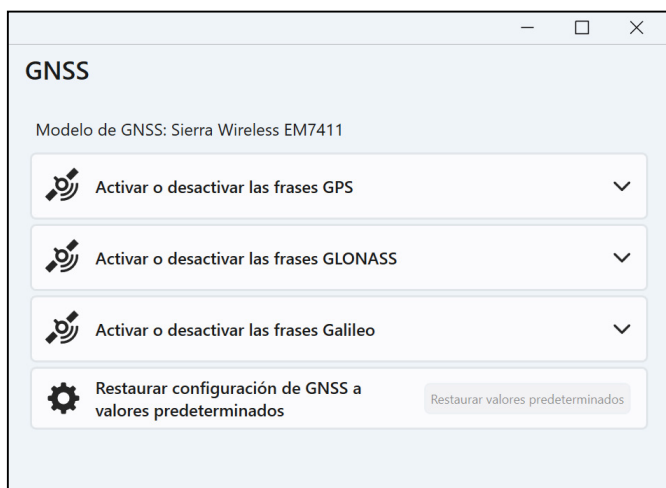 GNSS
Modelo de GNSS: Sierra Wireless EM7411
Activar o desactivar las frases GPS
Activar o desactivar las frases GLONASS
Activar o desactivar las frases Galileo
Restaurar configuración de GNSS a
valores predeterminados
Restaurar valores predeterminados